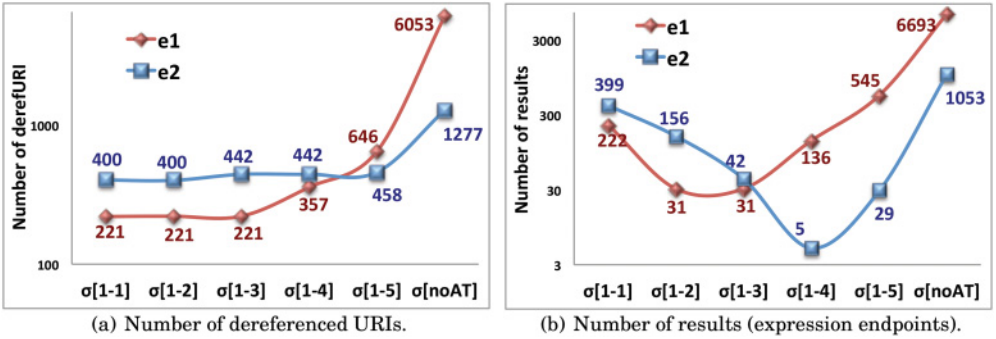 Number of derefURI
1000
100
e1
e2
6053
1277
400 400 442 442 646
458
357
221 221 221
σ[1-1] σ[1-2] σ[1-3] σ[1-4] σ[1-5] σ[noAT]
(a) Number of dereferenced URIs.
Number of results
3000
300
30
3
e1
e2
6693
1053
399
222
156
42
31 31
136
545
5
29
σ[1-1] σ[1-2] σ[1-3] σ[1-4] σ[1-5] σ[noAT]
(b) Number of results (expression endpoints).